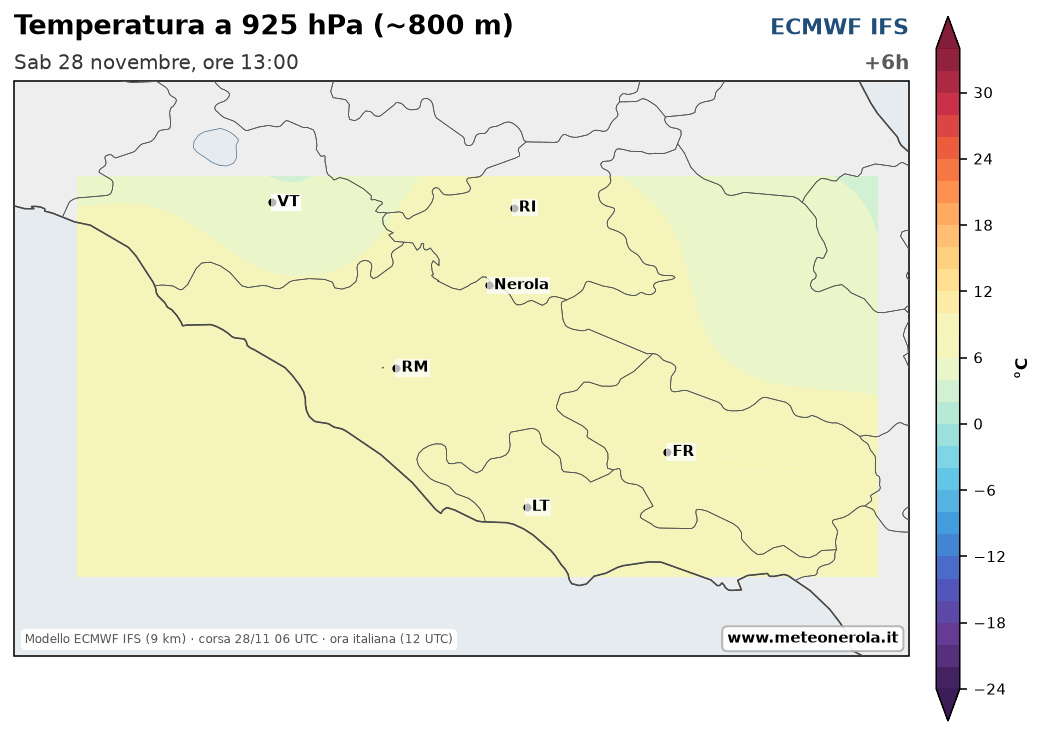 Temperatura a 925 hPa (~800 m)
ECMWF IFS
Sab 28 novembre, ore 13:00
+6h
30
24
18
12
6
0
−6
−12
−18
−24
°C
VT
RI
Nerola
RM
FR
LT
Modello ECMWF IFS (9 km) · corsa 28/11 06 UTC · ora italiana (12 UTC)
www.meteonerola.it